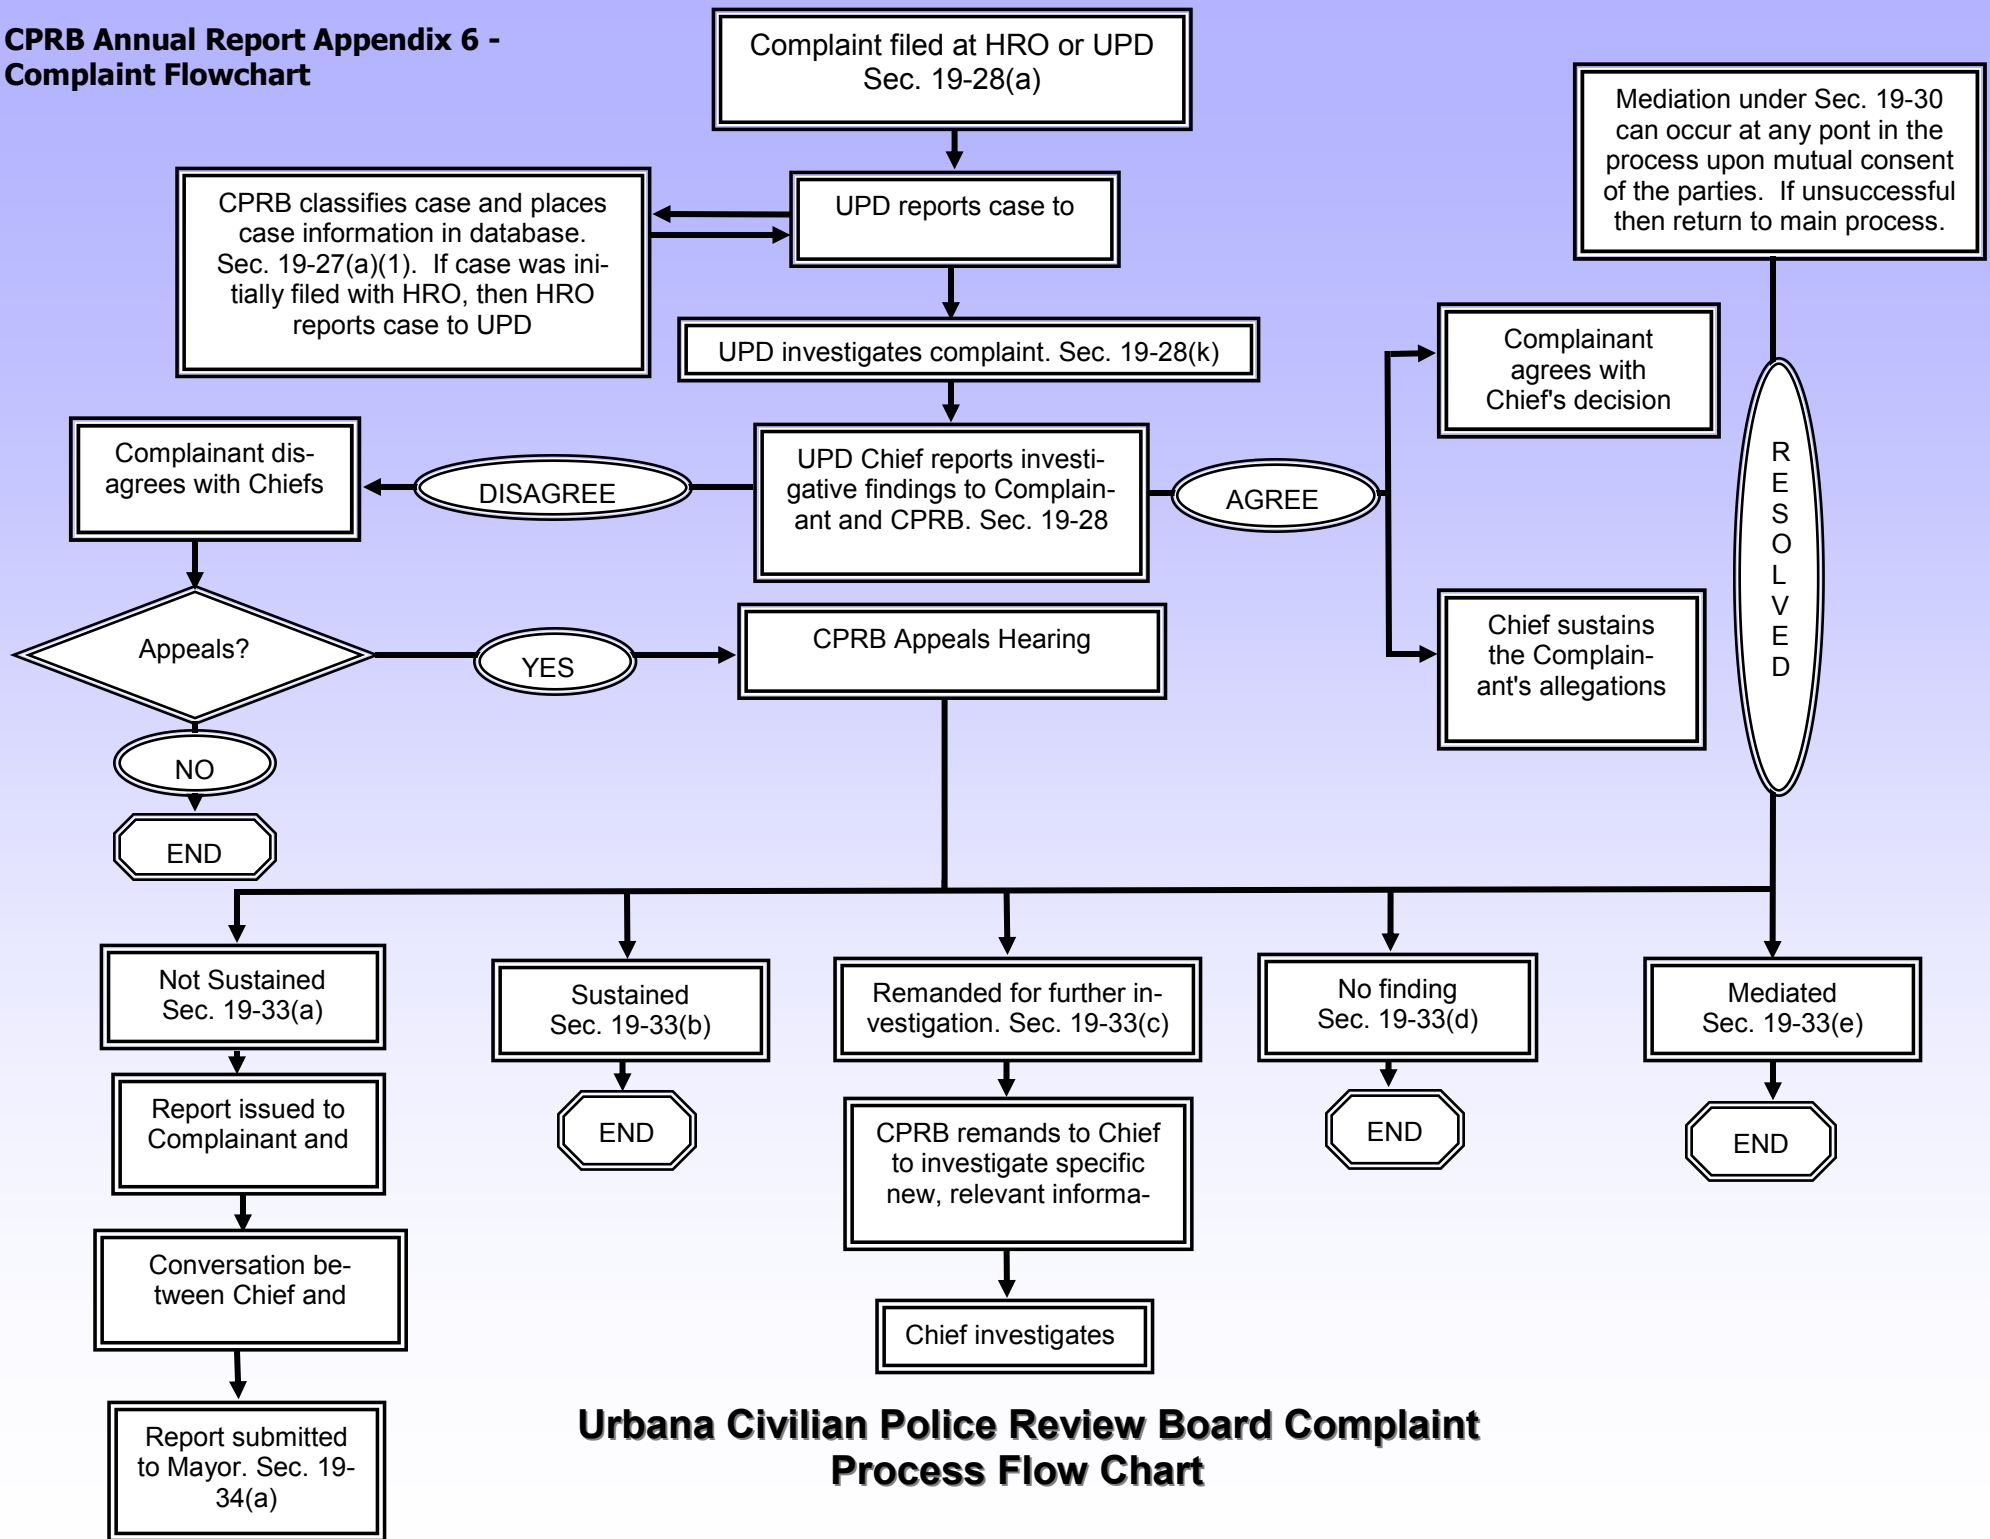 CPRB Annual Report Appendix 6 -
Complaint Flowchart
Complaint filed at HRO or UPD
Sec. 19-28(a)
Mediation under Sec. 19-30
can occur at any pont in the
process upon mutual consent
of the parties.  If unsuccessful
then return to main process.
CPRB classifies case and places
case information in database.
Sec. 19-27(a)(1).  If case was ini-
tially filed with HRO, then HRO
reports case to UPD
UPD reports case to
UPD investigates complaint. Sec. 19-28(k)
Complainant
agrees with
Chief's decision
Complainant dis-
agrees with Chiefs
DISAGREE
UPD Chief reports investi-
gative findings to Complain-
ant and CPRB. Sec. 19-28
AGREE
R
E
S
O
L
V
E
D
Appeals?
YES
CPRB Appeals Hearing
Chief sustains
the Complain-
ant's allegations
NO
END
Not Sustained
Sec. 19-33(a)
Sustained
Sec. 19-33(b)
Remanded for further in-
vestigation. Sec. 19-33(c)
No finding
Sec. 19-33(d)
Mediated
Sec. 19-33(e)
Report issued to
Complainant and
END
CPRB remands to Chief
to investigate specific
new, relevant informa-
END
END
Conversation be-
tween Chief and
Chief investigates
Report submitted
to Mayor. Sec. 19-
34(a)
Urbana Civilian Police Review Board Complaint
Process Flow Chart